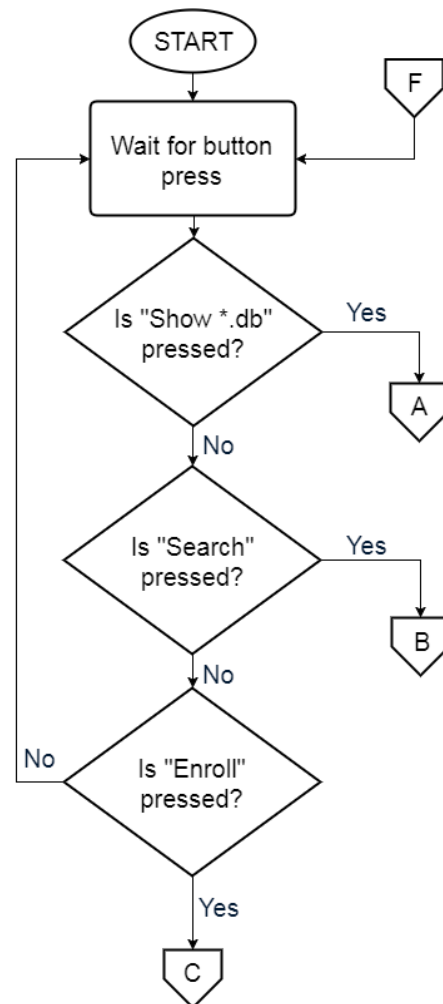 START
F
Wait for button
press
Is "Show *.db"
pressed?
Yes
A
No
Is "Search"
pressed?
Yes
B
No
Is "Enroll"
pressed?
No
Yes
C